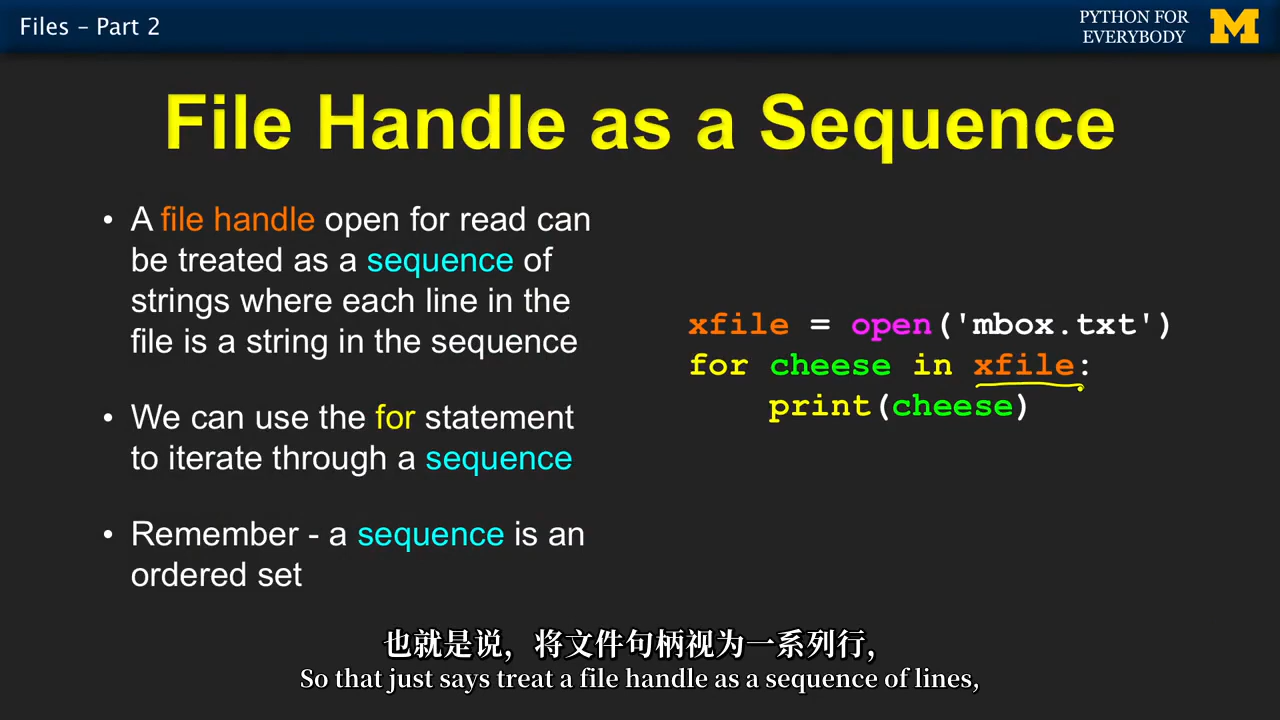 Files – Part 2
PYTHON FOR
EVERYBODY
M
File Handle as a Sequence
• A file handle open for read can
be treated as a sequence of
strings where each line in the
file is a string in the sequence
• We can use the for statement
to iterate through a sequence
• Remember - a sequence is an
ordered set
xfile = open('mbox.txt')
for cheese in xfile:
    print(cheese)
也就是说，将文件句柄视为一系列行，
So that just says treat a file handle as a sequence of lines,